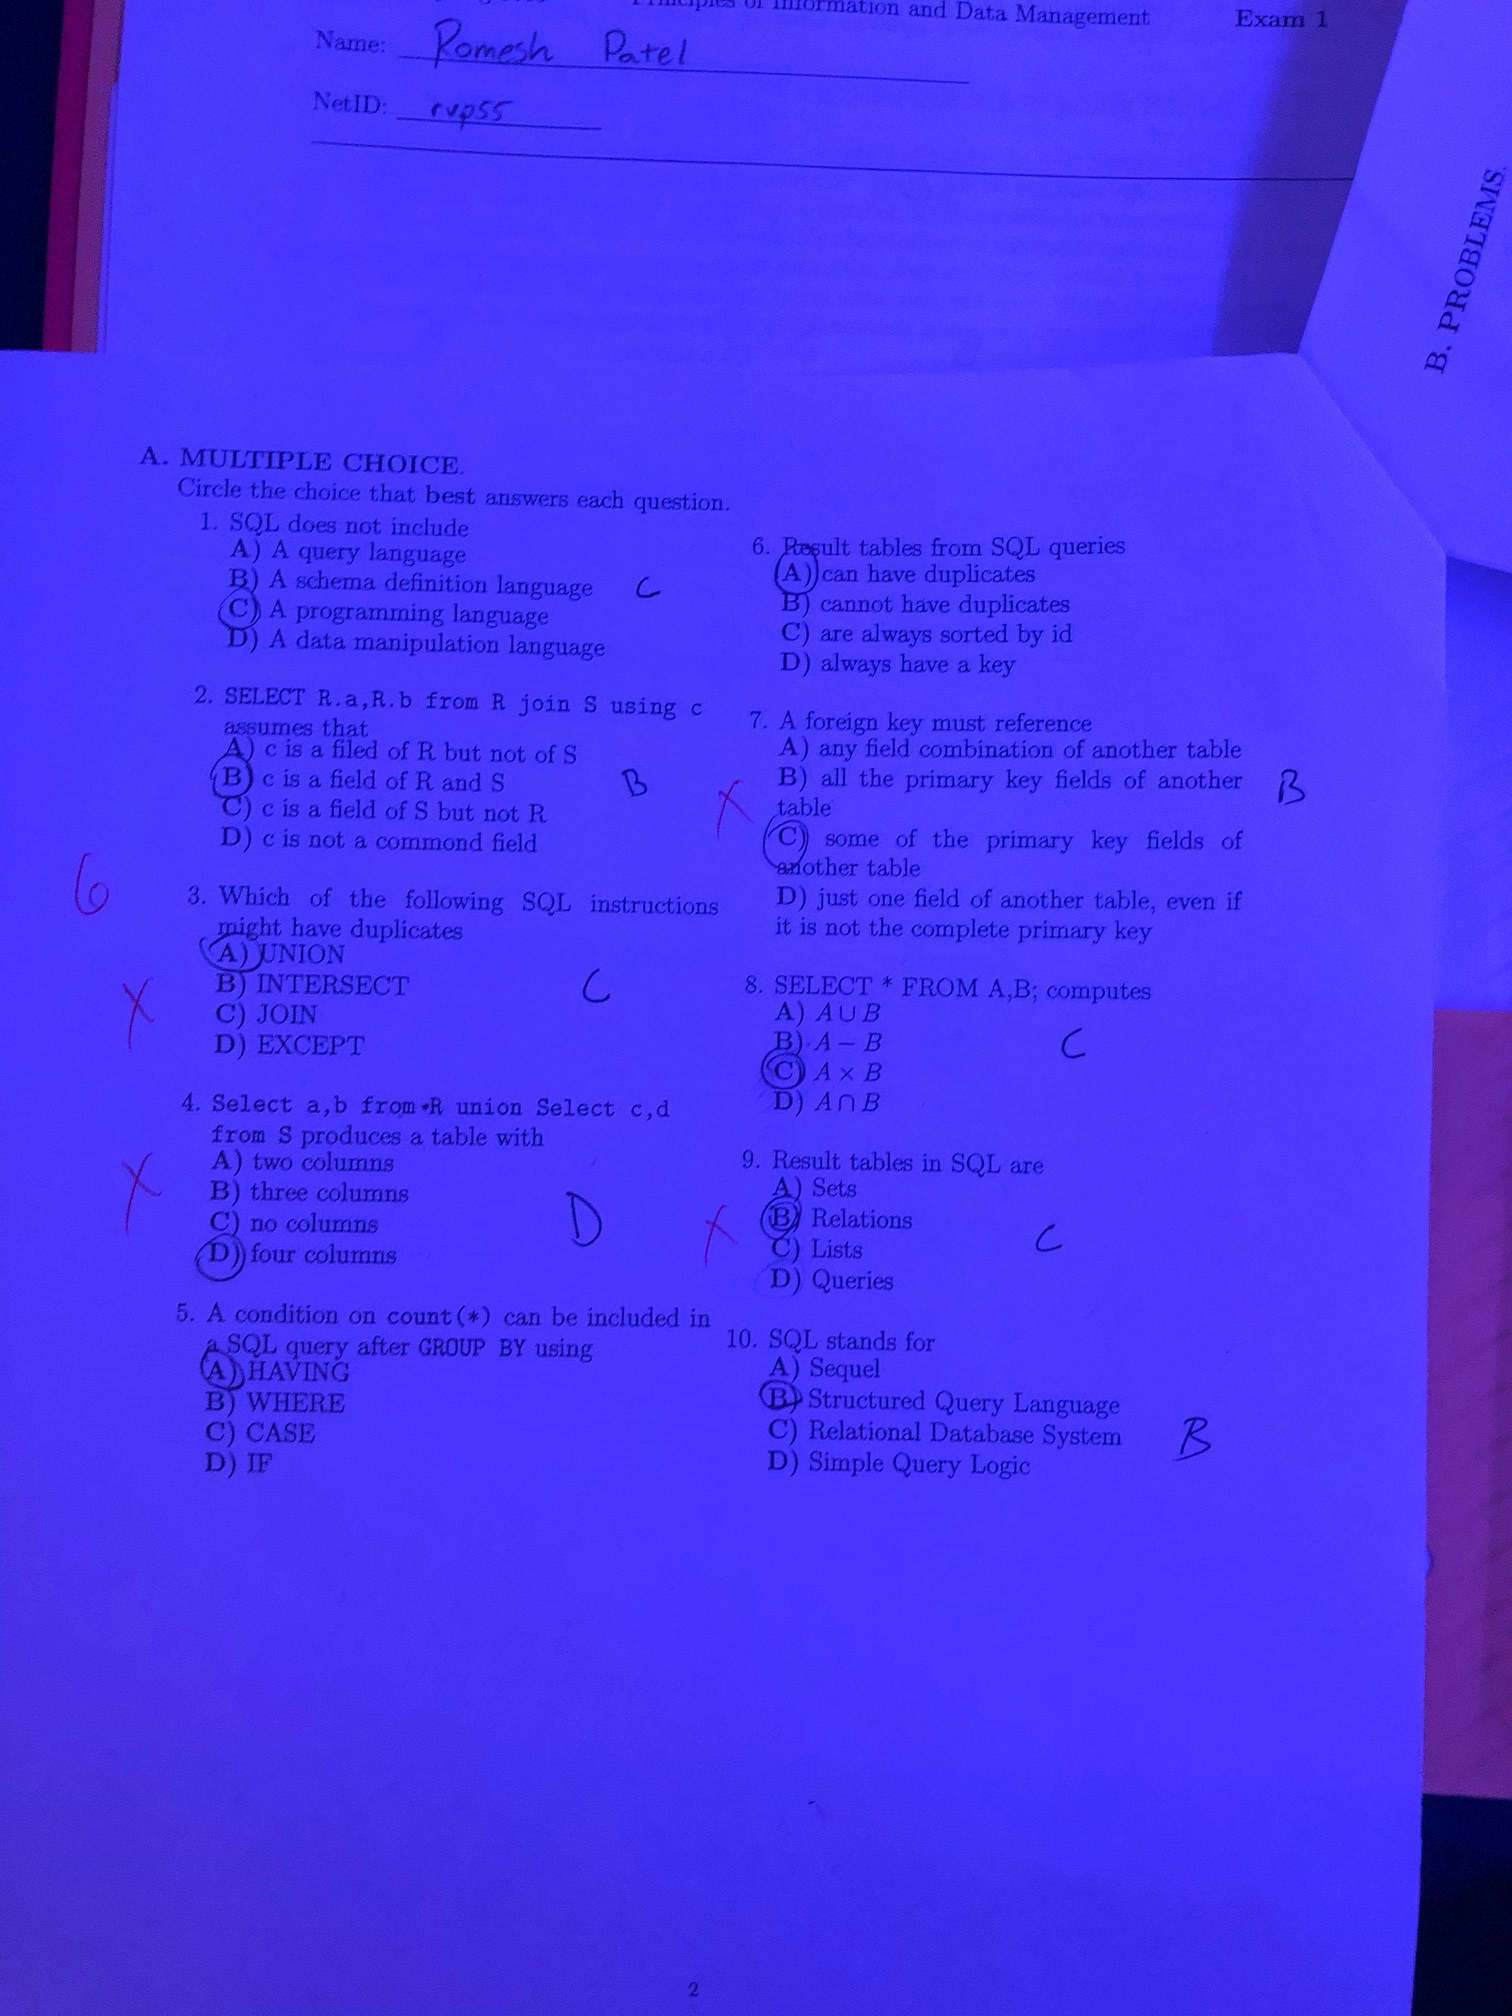 Principles of Information and Data Management Exam 1
Name: Romesh Patel
NetID: rvp55
B. PROBLEMS.
A. MULTIPLE CHOICE.
Circle the choice that best answers each question.
1. SQL does not include
A) A query language
B) A schema definition language C
C) A programming language
D) A data manipulation language
2. SELECT R.a,R.b from R join S using c
assumes that
A) c is a filed of R but not of S
B) c is a field of R and S B
C) c is a field of S but not R
D) c is not a commond field
6
3. Which of the following SQL instructions
might have duplicates
A) UNION
B) INTERSECT C
X C) JOIN
D) EXCEPT
4. Select a,b from R union Select c,d
from S produces a table with
A) two columns
X B) three columns
C) no columns D
D) four columns
5. A condition on count(*) can be included in
a SQL query after GROUP BY using
A) HAVING
B) WHERE
C) CASE
D) IF
6. Result tables from SQL queries
A) can have duplicates
B) cannot have duplicates
C) are always sorted by id
D) always have a key
7. A foreign key must reference
A) any field combination of another table
X B) all the primary key fields of another B
table
C) some of the primary key fields of
another table
D) just one field of another table, even if
it is not the complete primary key
8. SELECT * FROM A,B; computes
A) A ∪ B
B) A − B C
C) A × B
D) A ∩ B
9. Result tables in SQL are
A) Sets
X B) Relations
C) Lists C
D) Queries
10. SQL stands for
A) Sequel
B) Structured Query Language
C) Relational Database System B
D) Simple Query Logic
2